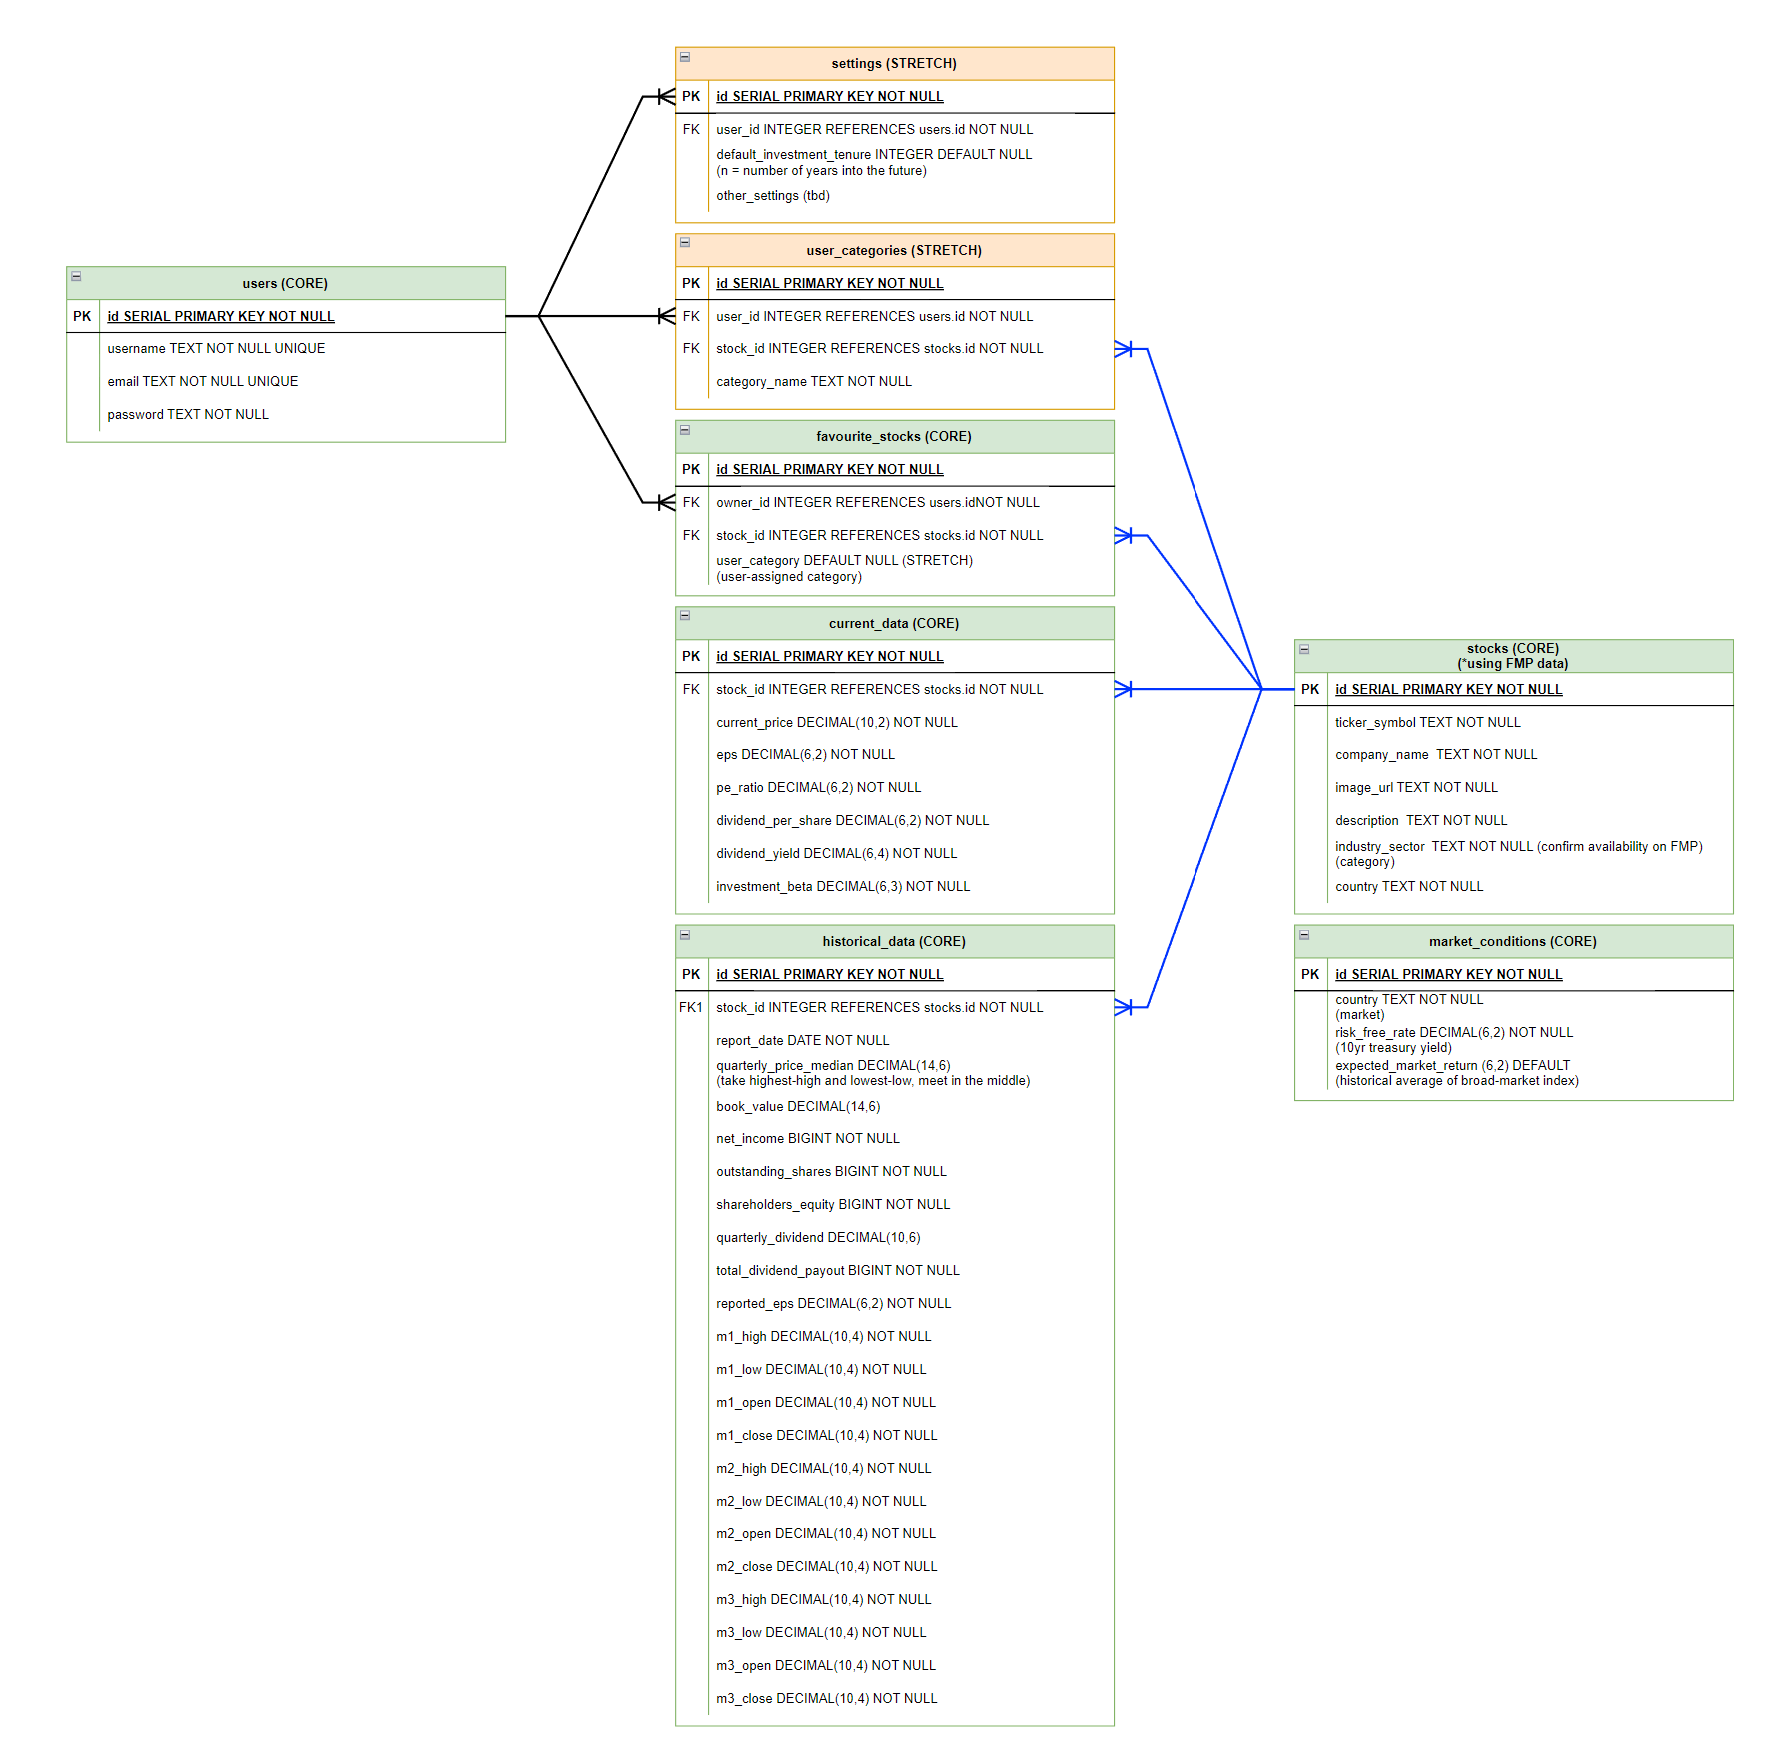 settings (STRETCH)
PK id SERIAL PRIMARY KEY NOT NULL
FK user_id INTEGER REFERENCES users.id NOT NULL
default_investment_tenure INTEGER DEFAULT NULL
(n = number of years into the future)
other_settings (tbd)
user_categories (STRETCH)
PK id SERIAL PRIMARY KEY NOT NULL
FK user_id INTEGER REFERENCES users.id NOT NULL
FK stock_id INTEGER REFERENCES stocks.id NOT NULL
category_name TEXT NOT NULL
users (CORE)
PK id SERIAL PRIMARY KEY NOT NULL
username TEXT NOT NULL UNIQUE
email TEXT NOT NULL UNIQUE
password TEXT NOT NULL
favourite_stocks (CORE)
PK id SERIAL PRIMARY KEY NOT NULL
FK owner_id INTEGER REFERENCES users.idNOT NULL
FK stock_id INTEGER REFERENCES stocks.id NOT NULL
user_category DEFAULT NULL (STRETCH)
(user-assigned category)
current_data (CORE)
PK id SERIAL PRIMARY KEY NOT NULL
FK stock_id INTEGER REFERENCES stocks.id NOT NULL
current_price DECIMAL(10,2) NOT NULL
eps DECIMAL(6,2) NOT NULL
pe_ratio DECIMAL(6,2) NOT NULL
dividend_per_share DECIMAL(6,2) NOT NULL
dividend_yield DECIMAL(6,4) NOT NULL
investment_beta DECIMAL(6,3) NOT NULL
stocks (CORE)
(*using FMP data)
PK id SERIAL PRIMARY KEY NOT NULL
ticker_symbol TEXT NOT NULL
company_name TEXT NOT NULL
image_url TEXT NOT NULL
description TEXT NOT NULL
industry_sector TEXT NOT NULL (confirm availability on FMP)
(category)
country TEXT NOT NULL
historical_data (CORE)
PK id SERIAL PRIMARY KEY NOT NULL
FK1 stock_id INTEGER REFERENCES stocks.id NOT NULL
report_date DATE NOT NULL
quarterly_price_median DECIMAL(14,6)
(take highest-high and lowest-low, meet in the middle)
book_value DECIMAL(14,6)
net_income BIGINT NOT NULL
outstanding_shares BIGINT NOT NULL
shareholders_equity BIGINT NOT NULL
quarterly_dividend DECIMAL(10,6)
total_dividend_payout BIGINT NOT NULL
reported_eps DECIMAL(6,2) NOT NULL
m1_high DECIMAL(10,4) NOT NULL
m1_low DECIMAL(10,4) NOT NULL
m1_open DECIMAL(10,4) NOT NULL
m1_close DECIMAL(10,4) NOT NULL
m2_high DECIMAL(10,4) NOT NULL
m2_low DECIMAL(10,4) NOT NULL
m2_open DECIMAL(10,4) NOT NULL
m2_close DECIMAL(10,4) NOT NULL
m3_high DECIMAL(10,4) NOT NULL
m3_low DECIMAL(10,4) NOT NULL
m3_open DECIMAL(10,4) NOT NULL
m3_close DECIMAL(10,4) NOT NULL
market_conditions (CORE)
PK id SERIAL PRIMARY KEY NOT NULL
country TEXT NOT NULL
(market)
risk_free_rate DECIMAL(6,2) NOT NULL
(10yr treasury yield)
expected_market_return (6,2) DEFAULT
(historical average of broad-market index)